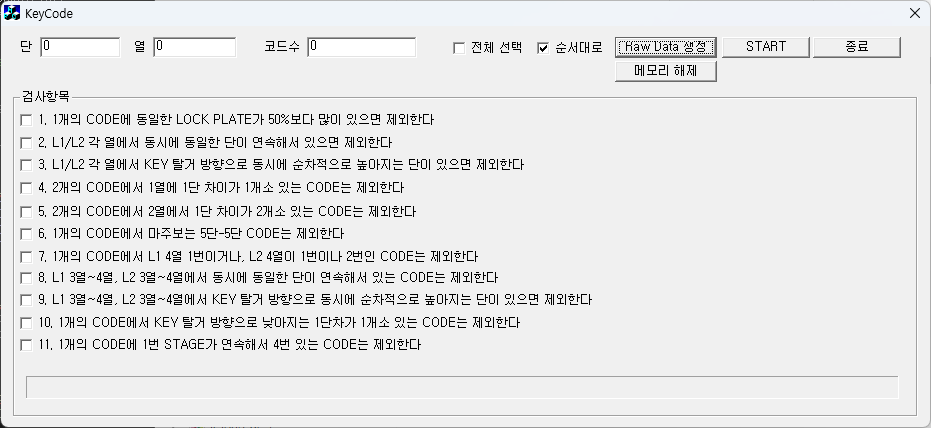 KeyCode
단 0 열 0 코드수 0 전체 선택 순서대로 Raw Data 생성 START 종료
메모리 해제
검사항목
1. 1개의 CODE에 동일한 LOCK PLATE가 50%보다 많이 있으면 제외한다
2. L1/L2 각 열에서 동시에 동일한 단이 연속해서 있으면 제외한다
3. L1/L2 각 열에서 KEY 탈거 방향으로 동시에 순차적으로 높아지는 단이 있으면 제외한다
4. 2개의 CODE에서 1열에 1단 차이가 1개소 있는 CODE는 제외한다
5. 2개의 CODE에서 2열에서 1단 차이가 2개소 있는 CODE는 제외한다
6. 1개의 CODE에서 마주보는 5단-5단 CODE는 제외한다
7. 1개의 CODE에서 L1 4열 1번이거나, L2 4열이 1번이나 2번인 CODE는 제외한다
8. L1 3열~4열, L2 3열~4열에서 동시에 동일한 단이 연속해서 있는 CODE는 제외한다
9. L1 3열~4열, L2 3열~4열에서 KEY 탈거 방향으로 동시에 순차적으로 높아지는 단이 있으면 제외한다
10. 1개의 CODE에서 KEY 탈거 방향으로 낮아지는 1단차가 1개소 있는 CODE는 제외한다
11. 1개의 CODE에 1번 STAGE가 연속해서 4번 있는 CODE는 제외한다